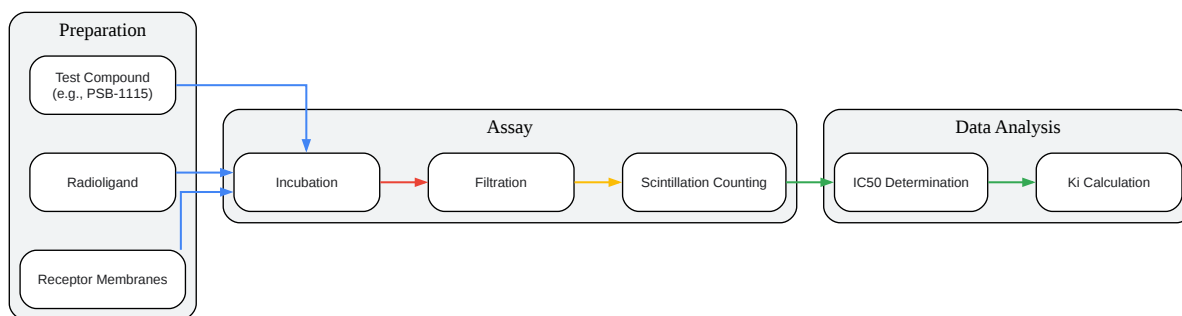 Preparation
Test Compound
(e.g., PSB-1115)
Radioligand
Receptor Membranes
Assay
Incubation
Filtration
Scintillation Counting
Data Analysis
IC50 Determination
Ki Calculation